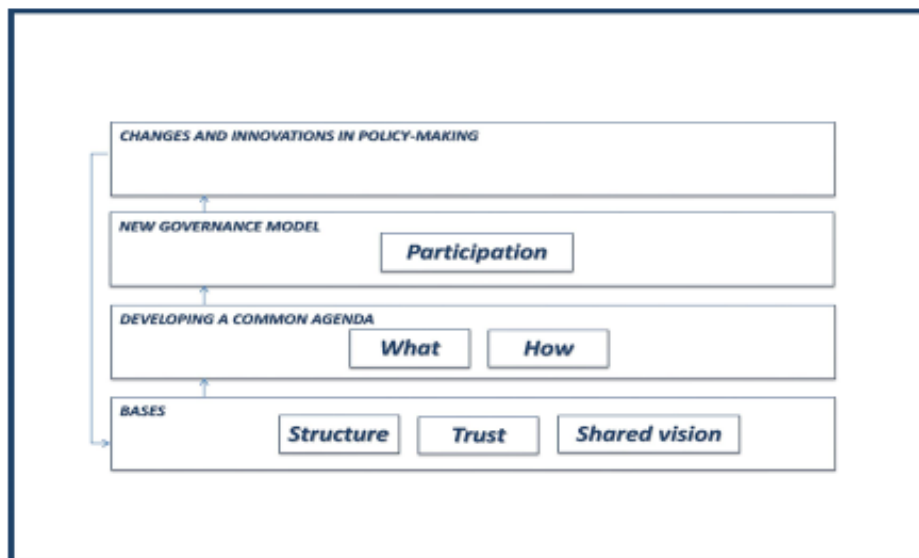 CHANGES AND INNOVATIONS IN POLICY-MAKING
NEW GOVERNANCE MODEL
Participation
DEVELOPING A COMMON AGENDA
What How
BASES
Structure Trust Shared vision